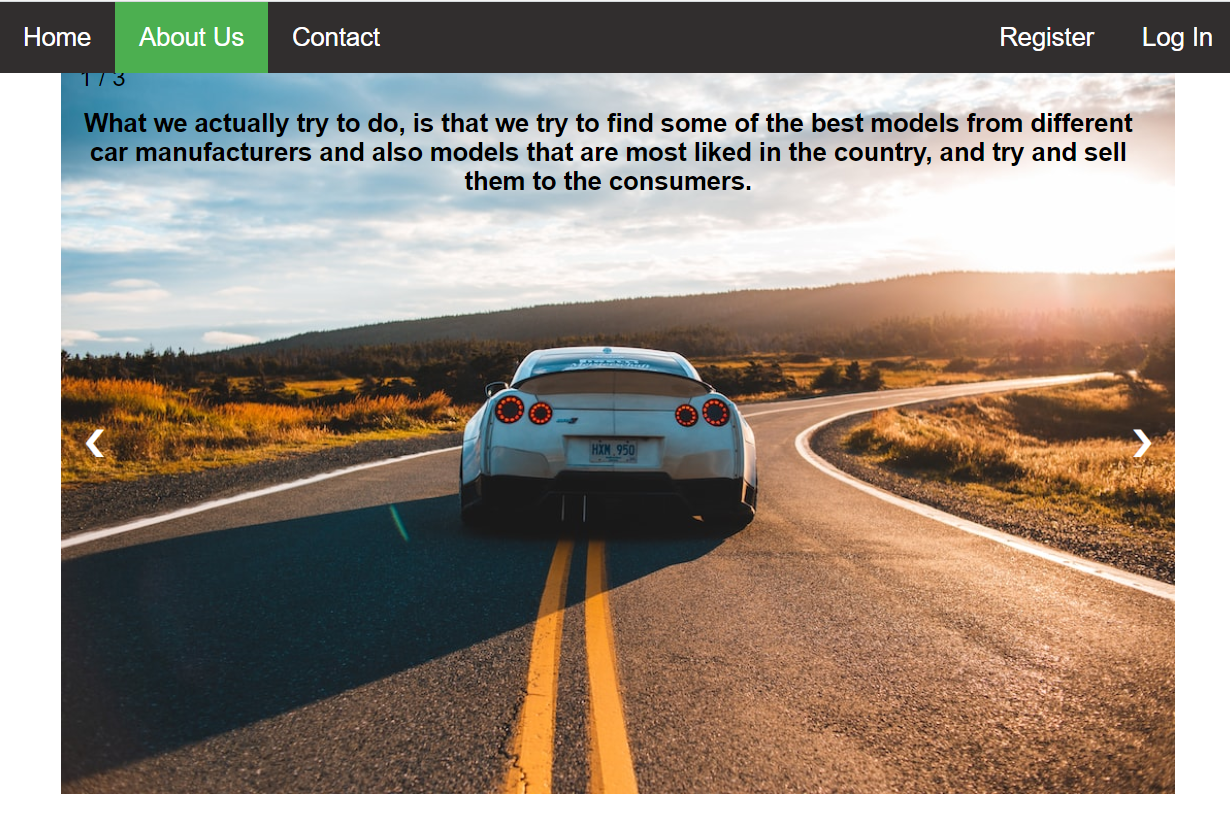 Home About Us Contact Register Log In
1 / 3
What we actually try to do, is that we try to find some of the best models from different
car manufacturers and also models that are most liked in the country, and try and sell
them to the consumers.
HXM 950